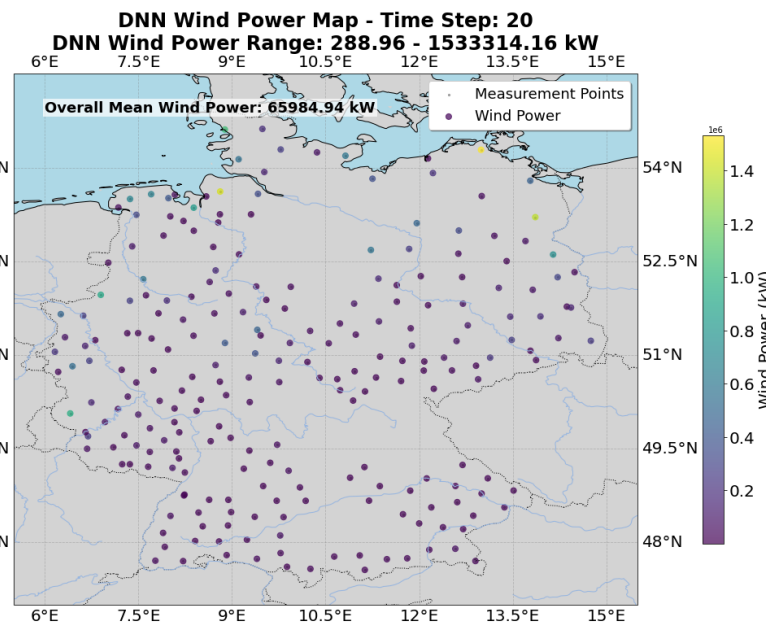 DNN Wind Power Map - Time Step: 20
DNN Wind Power Range: 288.96 - 1533314.16 kW
6°E 7.5°E 9°E 10.5°E 12°E 13.5°E 15°E
Overall Mean Wind Power: 65984.94 kW
Measurement Points
Wind Power
1e6
N 54°N
N 52.5°N
N 51°N
N 49.5°N
N 48°N
1.4
1.2
1.0
0.8
0.6
0.4
0.2
Wind Power (kW)
6°E 7.5°E 9°E 10.5°E 12°E 13.5°E 15°E